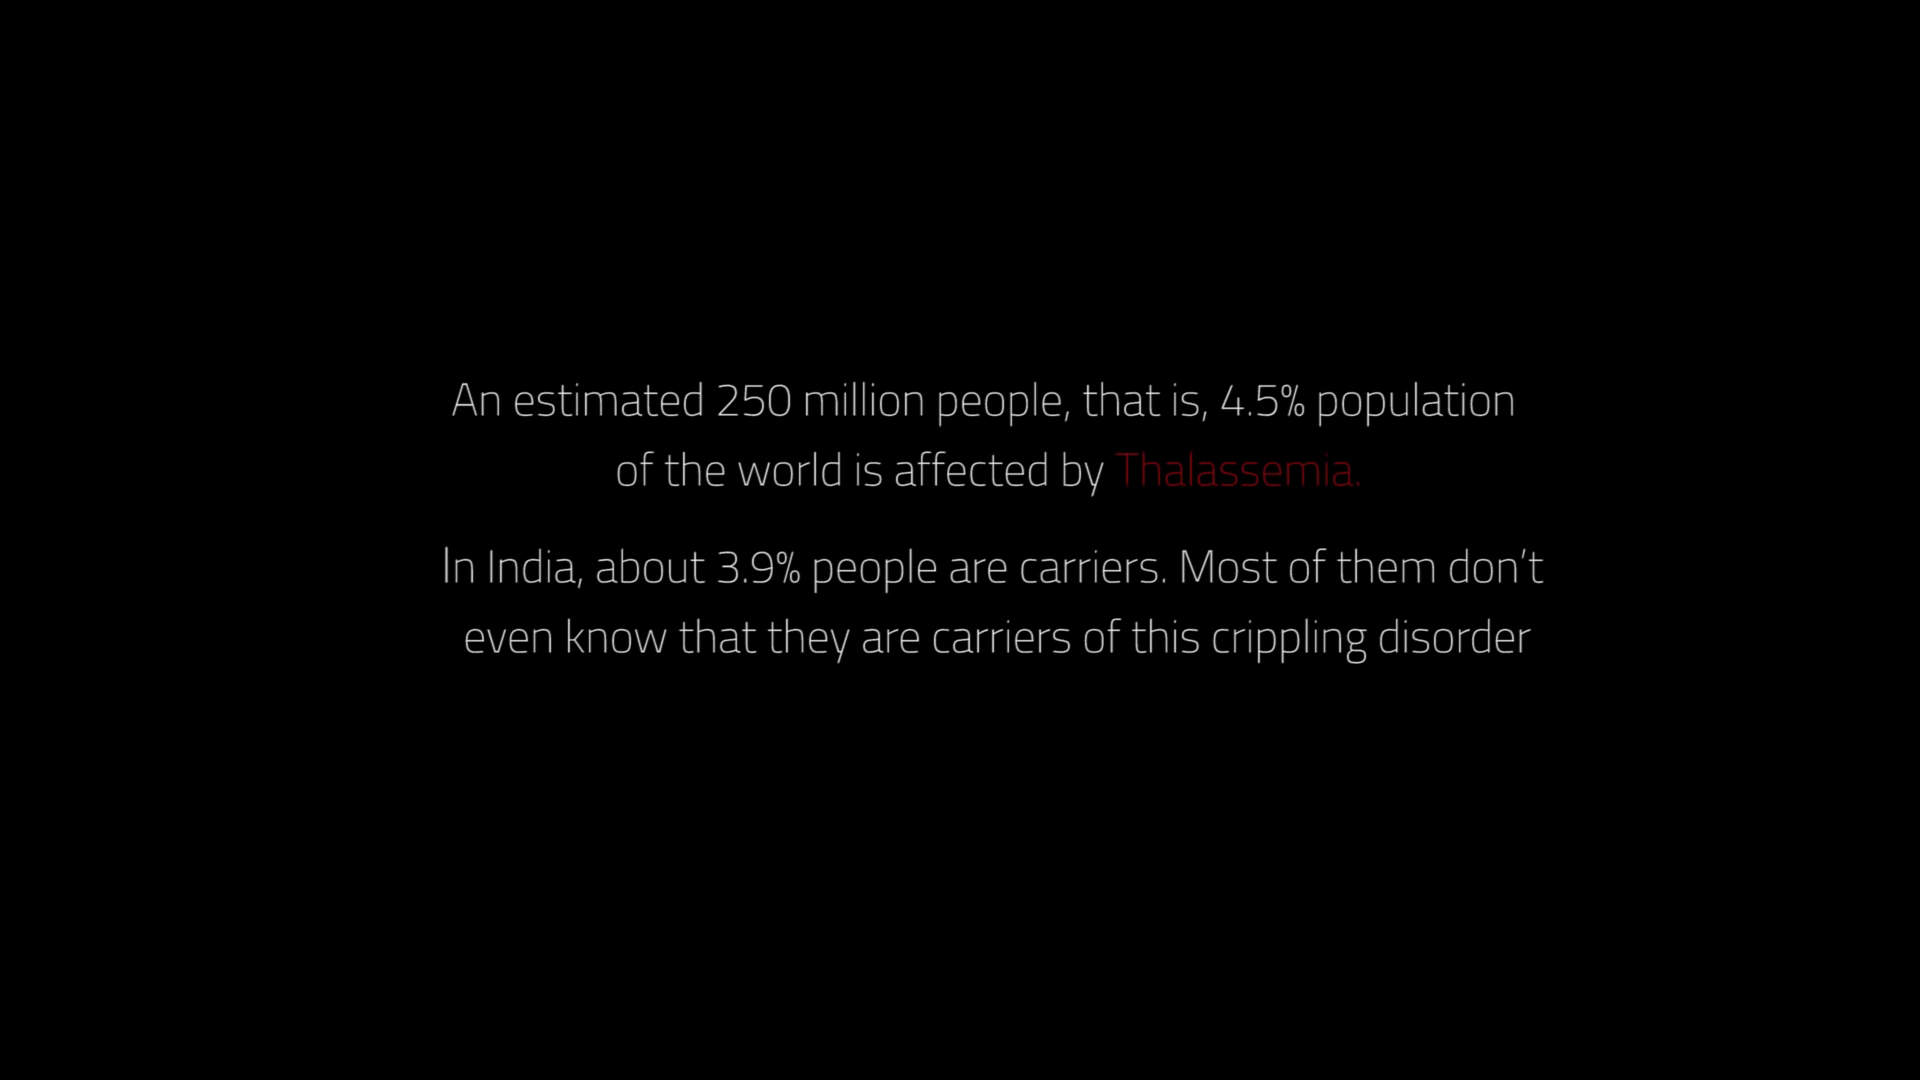 An estimated 250 million people, that is, 4.5% population
of the world is affected by Thalassemia.
In India, about 3.9% people are carriers. Most of them don’t
even know that they are carriers of this crippling disorder